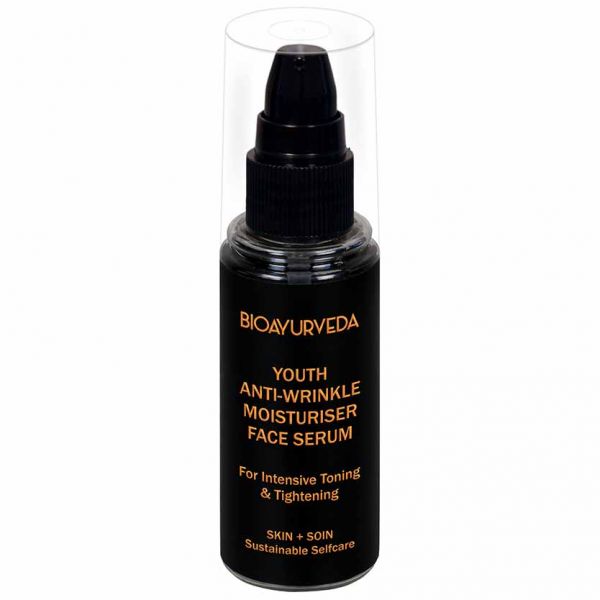 BIOAYURVEDA
YOUTH
ANTI-WRINKLE
MOISTURISER
FACE SERUM
For Intensive Toning
& Tightening
SKIN + SOIN
Sustainable Selfcare